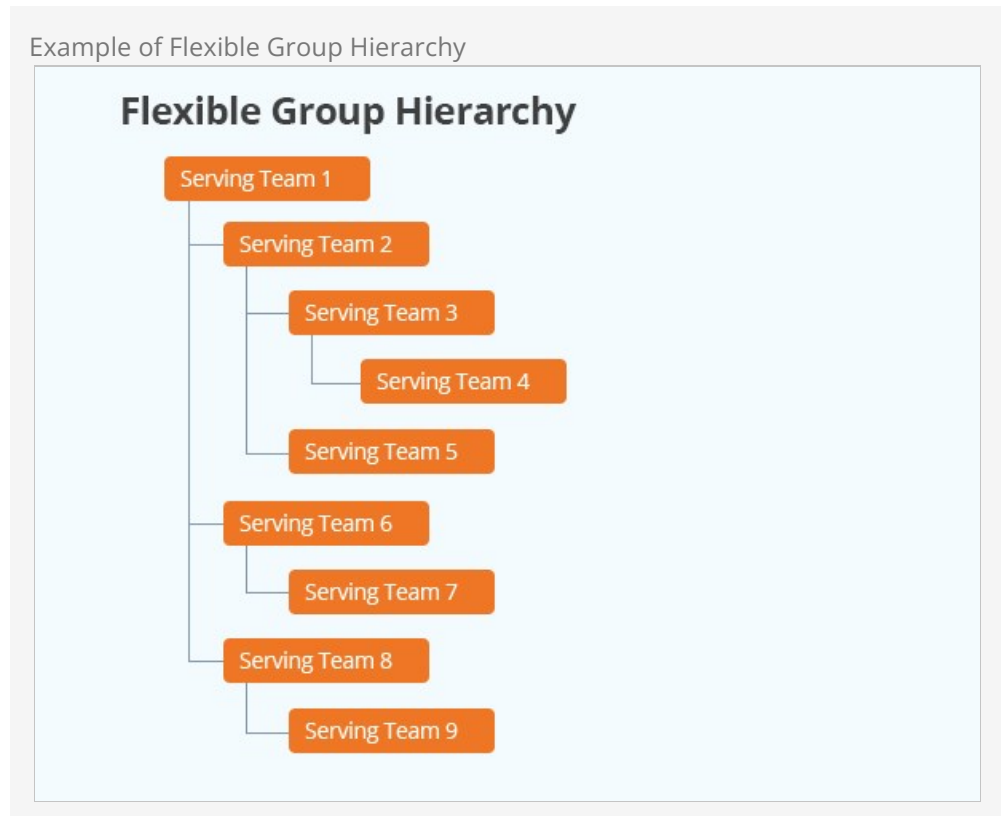 Example of Flexible Group Hierarchy
Flexible Group Hierarchy
Serving Team 1
Serving Team 2
Serving Team 3
Serving Team 4
Serving Team 5
Serving Team 6
Serving Team 7
Serving Team 8
Serving Team 9